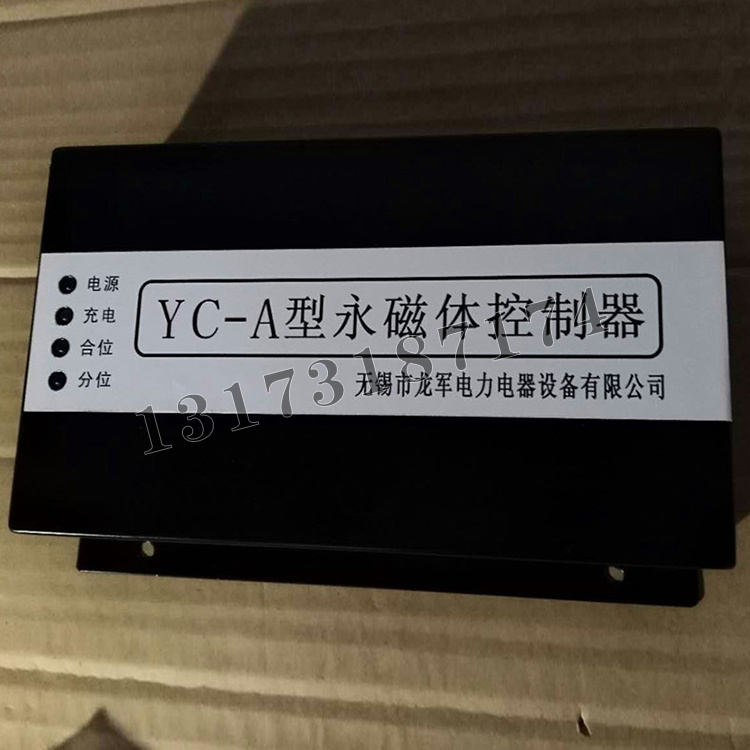 电源
充电
合位
分位
YC-A型永磁体控制器
无锡市龙军电力电器设备有限公司
13173187174